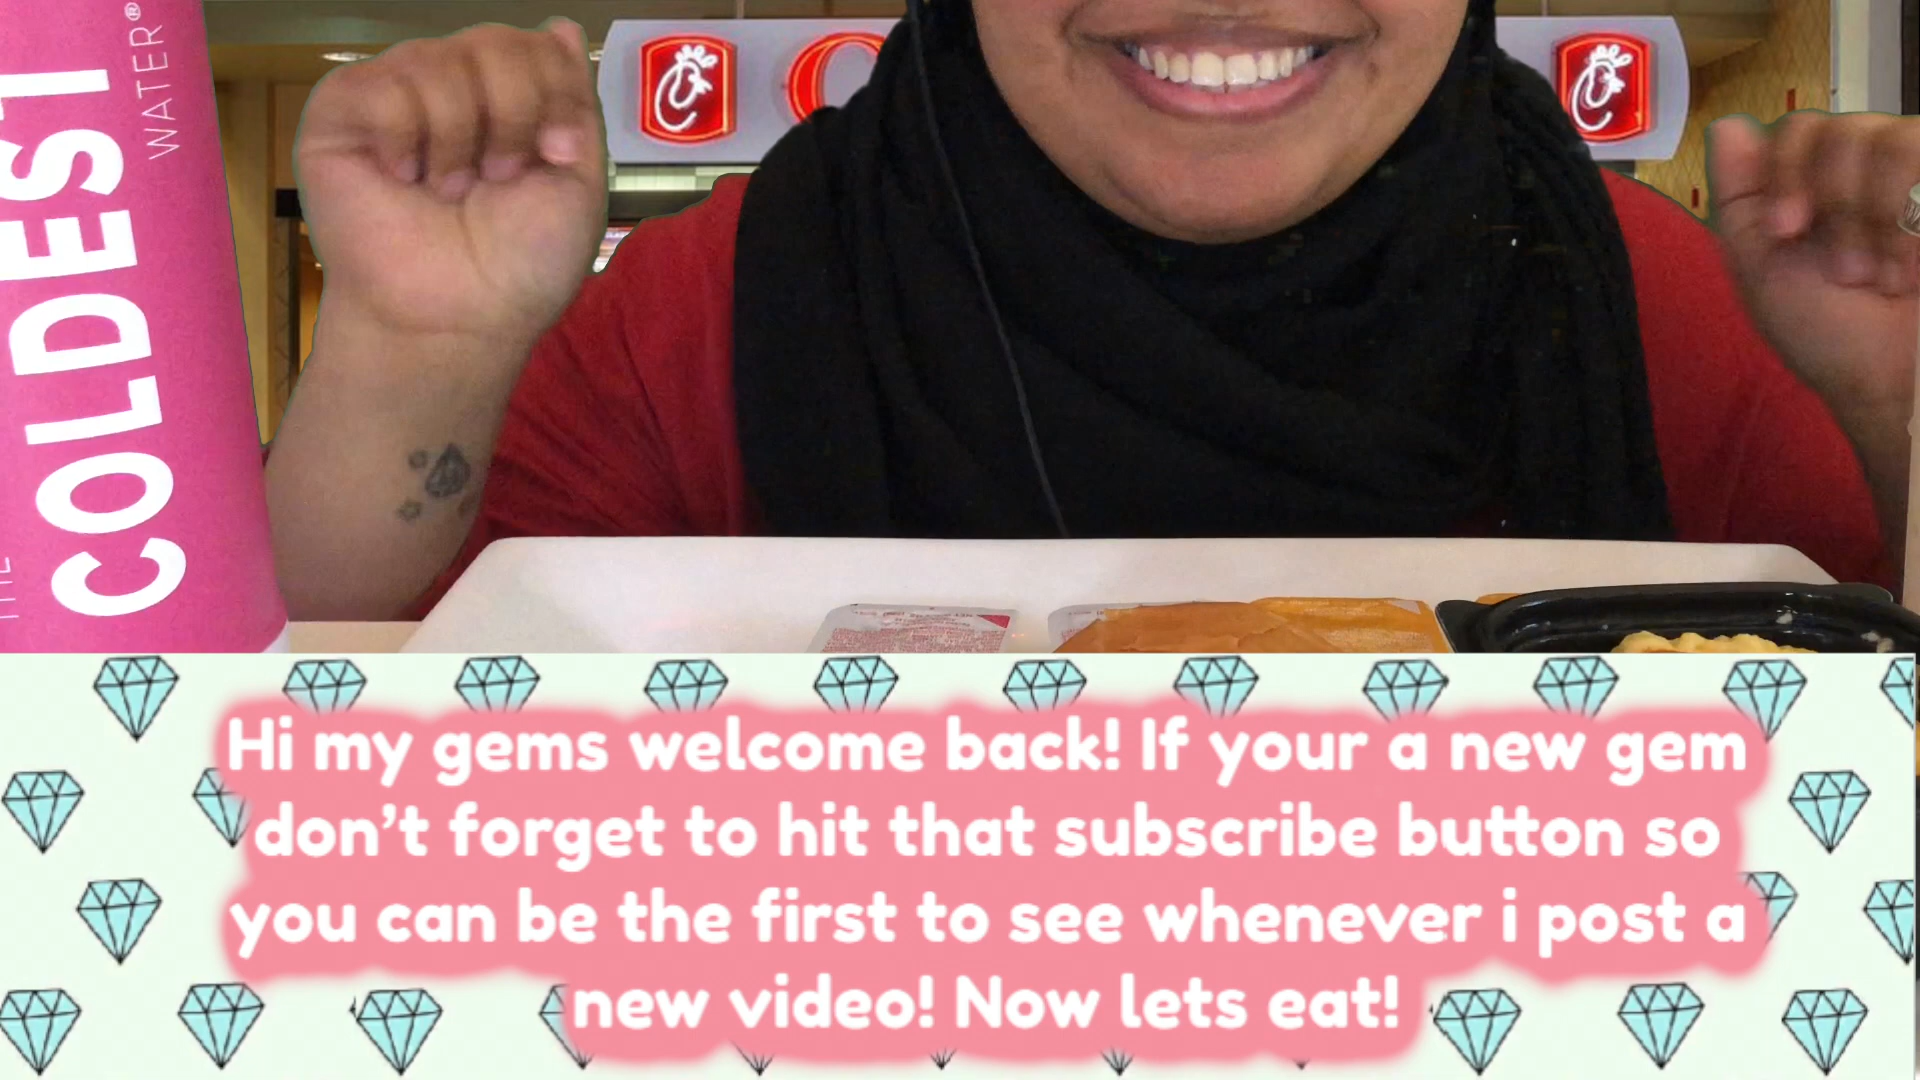 THE COLDEST
WATER®
Hi my gems welcome back! If your a new gem
don't forget to hit that subscribe button so
you can be the first to see whenever i post a
new video! Now lets eat!